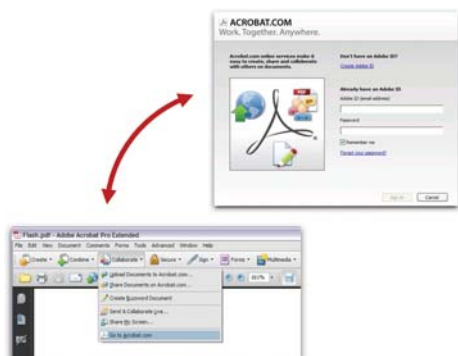 ACROBAT.COM
Work. Together. Anywhere.
Acrobat.com online services make it
easy to create, share and collaborate
with others on documents.
Don't have an Adobe ID?
Create Adobe ID
Already have an Adobe ID
Adobe ID (email address)
Password
Remember me
Forgot your password?
Sign In
Cancel
Flash.pdf - Adobe Acrobat Pro Extended
File Edit View Document Comments Forms Tools Advanced Window Help
Create Combine Collaborate Secure Sign Forms Multimedia
Upload Documents to Acrobat.com...
Share Documents on Acrobat.com...
Create Buzzword Document
Send & Collaborate Live...
Share My Screen...
Go to Acrobat.com